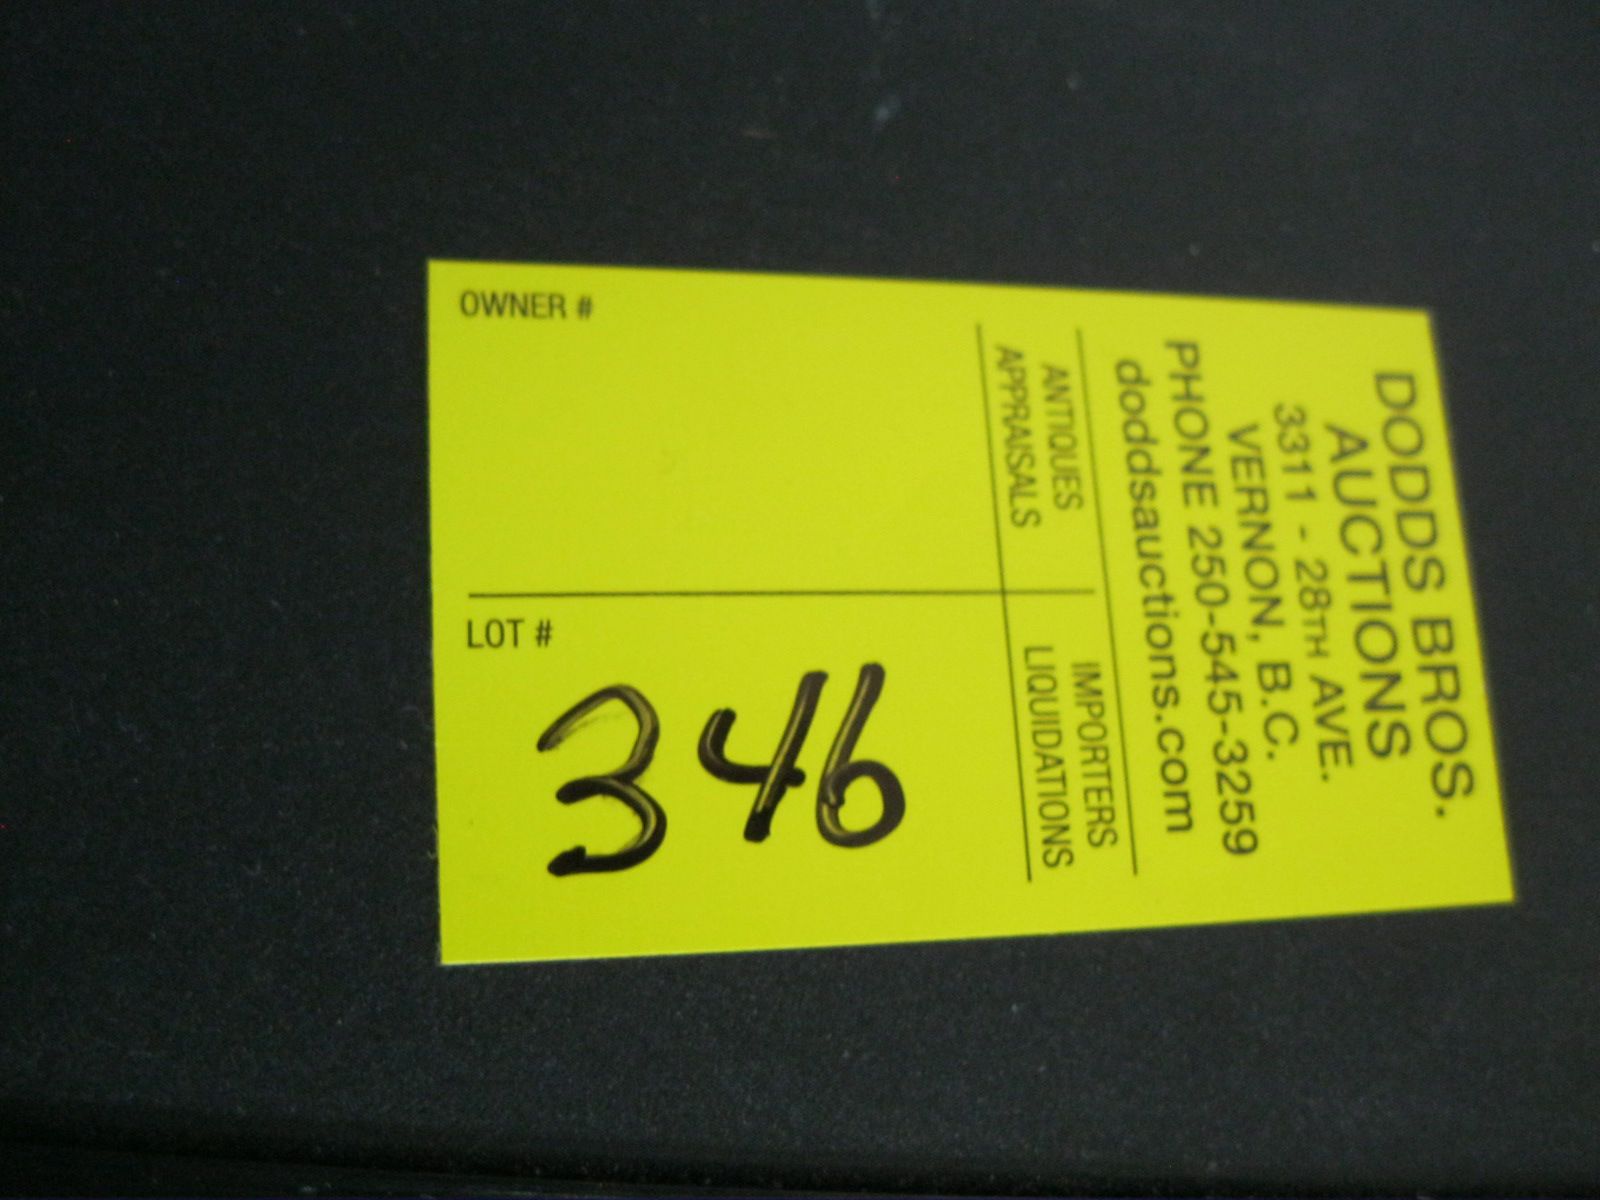 DODDS BROS.
AUCTIONS
3311 - 28TH AVE.
VERNON, B.C.
PHONE 250-545-3259
doddsauctions.com
ANTIQUES
APPRAISALS
IMPORTERS
LIQUIDATIONS
OWNER #
LOT #
346